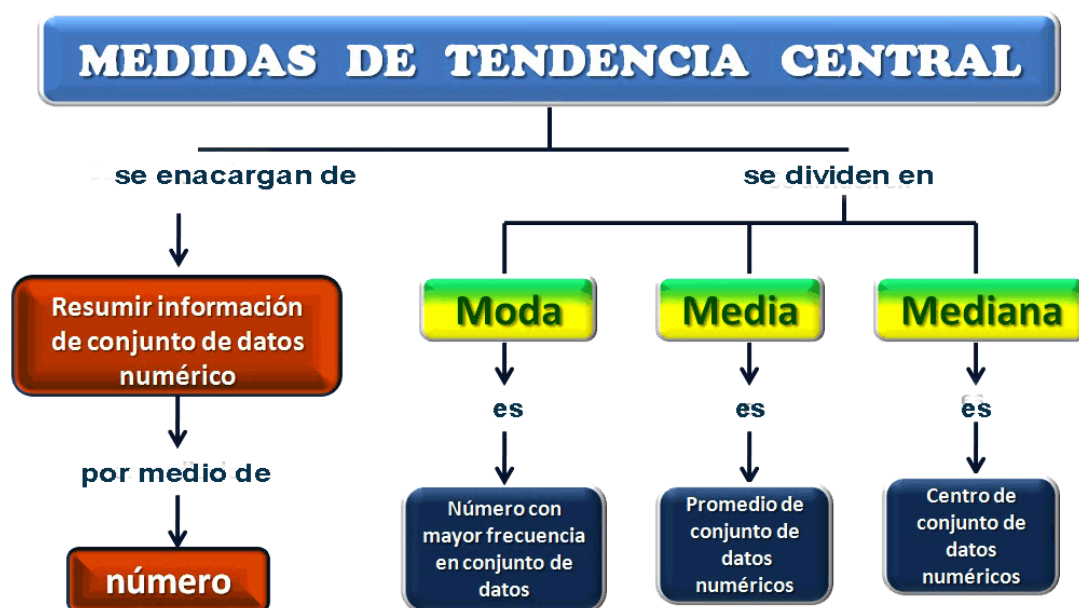 MEDIDAS DE TENDENCIA CENTRAL
se enacargan de
se dividen en
Resumir información
de conjunto de datos
numérico
por medio de
número
Moda
Media
Mediana
es
es
es
Número con
mayor frecuencia
en conjunto de
datos
Promedio de
conjunto de
datos
numéricos
Centro de
conjunto de
datos
numéricos